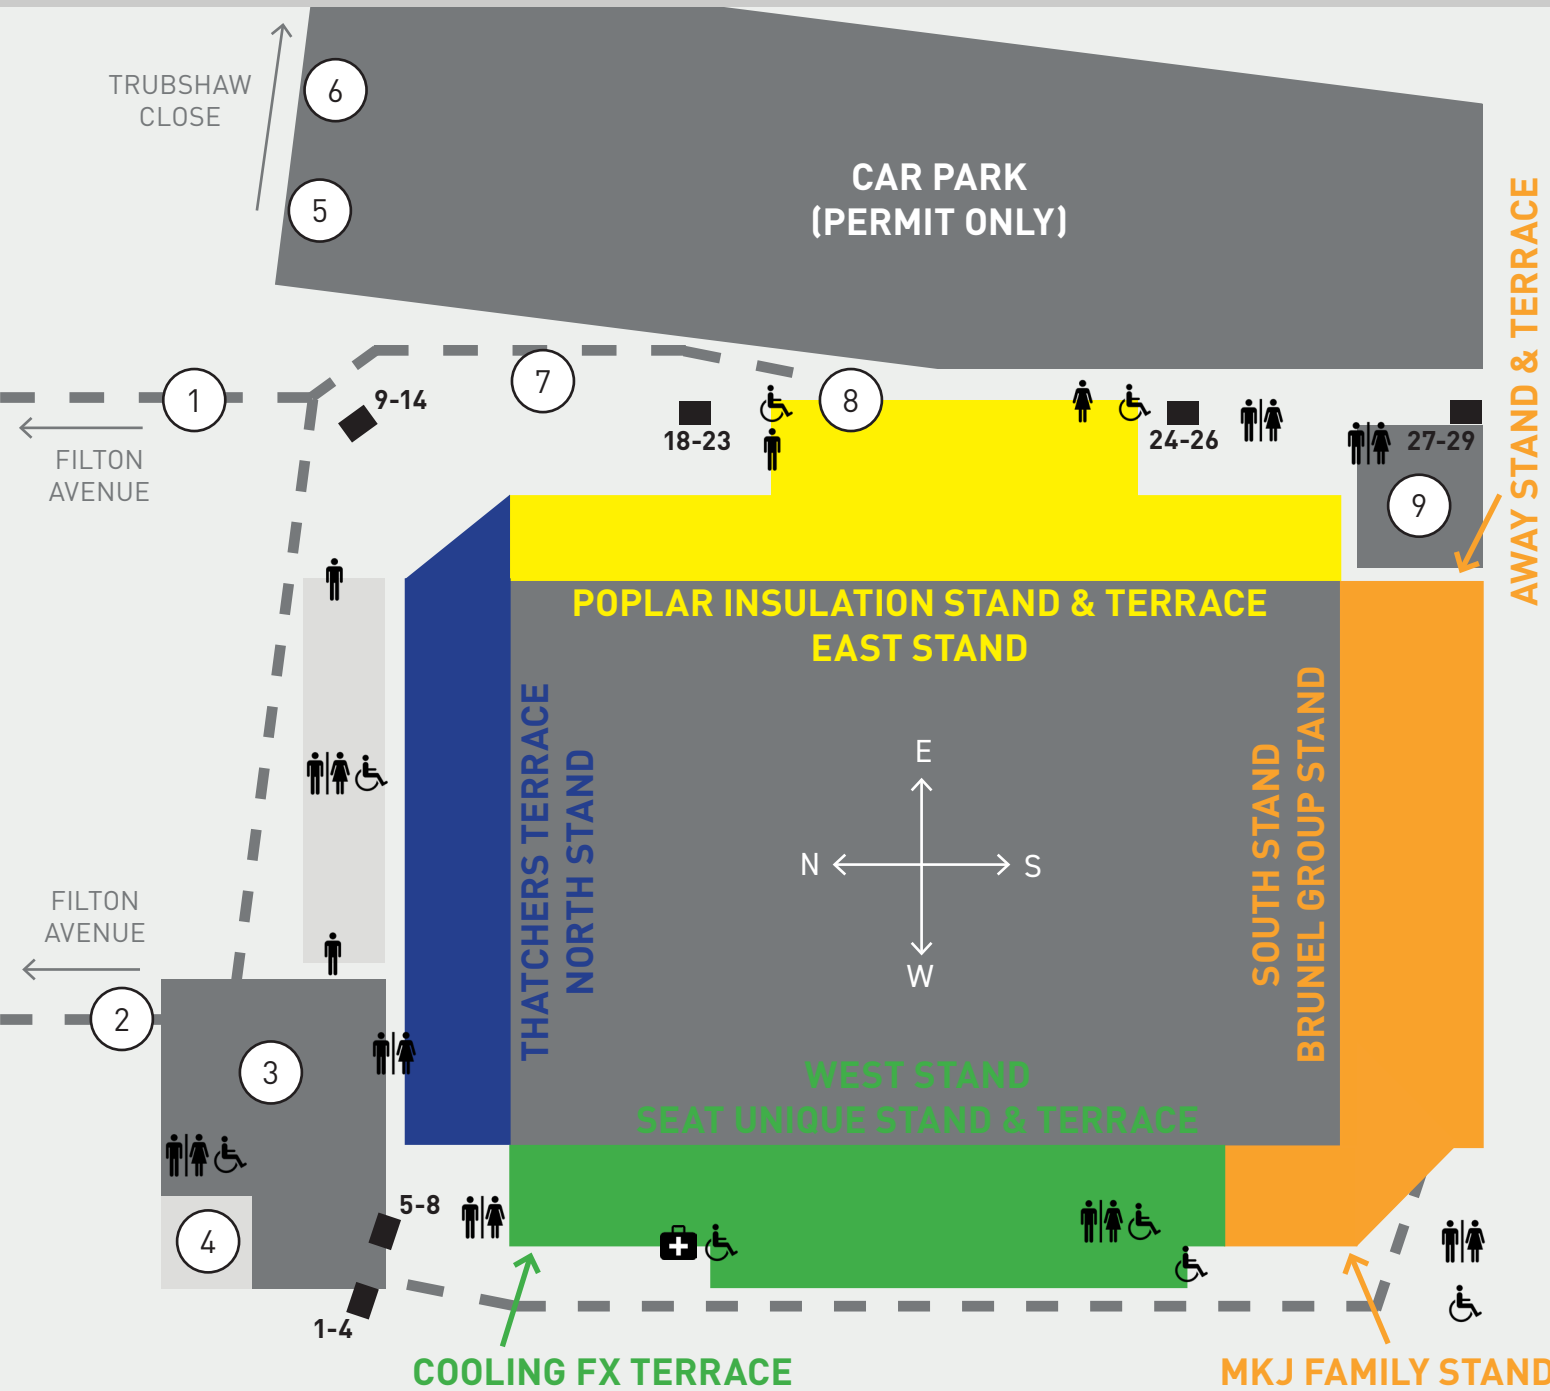 TRUBSHAW
CLOSE
6
5
CAR PARK
(PERMIT ONLY)
AWAY STAND & TERRACE
1
7
8
9-14
18-23
24-26
27-29
FILTON
AVENUE
9
POPLAR INSULATION STAND & TERRACE
EAST STAND
THATCHERS TERRACE
NORTH STAND
E
N
S
W
SOUTH STAND
BRUNEL GROUP STAND
FILTON
AVENUE
2
3
WEST STAND
SEAT UNIQUE STAND & TERRACE
4
5-8
1-4
COOLING FX TERRACE
MKJ FAMILY STAND